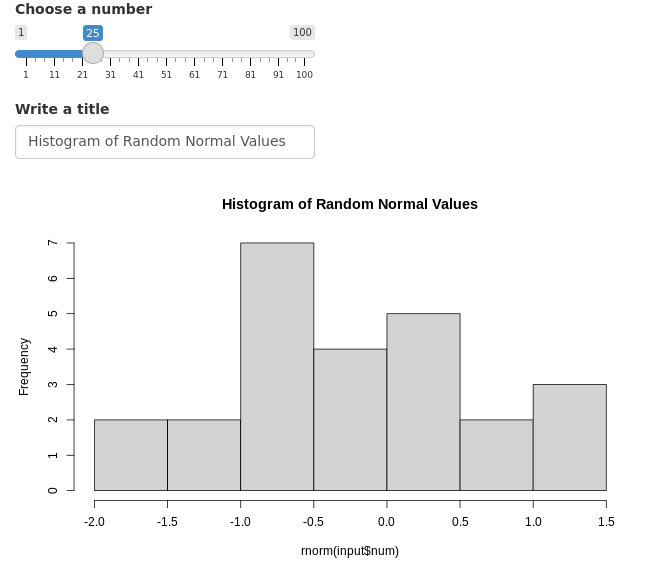 Choose a number
1 25 100
1 11 21 31 41 51 61 71 81 91 100
Write a title
Histogram of Random Normal Values
Histogram of Random Normal Values
7
6
5
4
3
2
1
0
Frequency
-2.0 -1.5 -1.0 -0.5 0.0 0.5 1.0 1.5
rnorm(input$num)